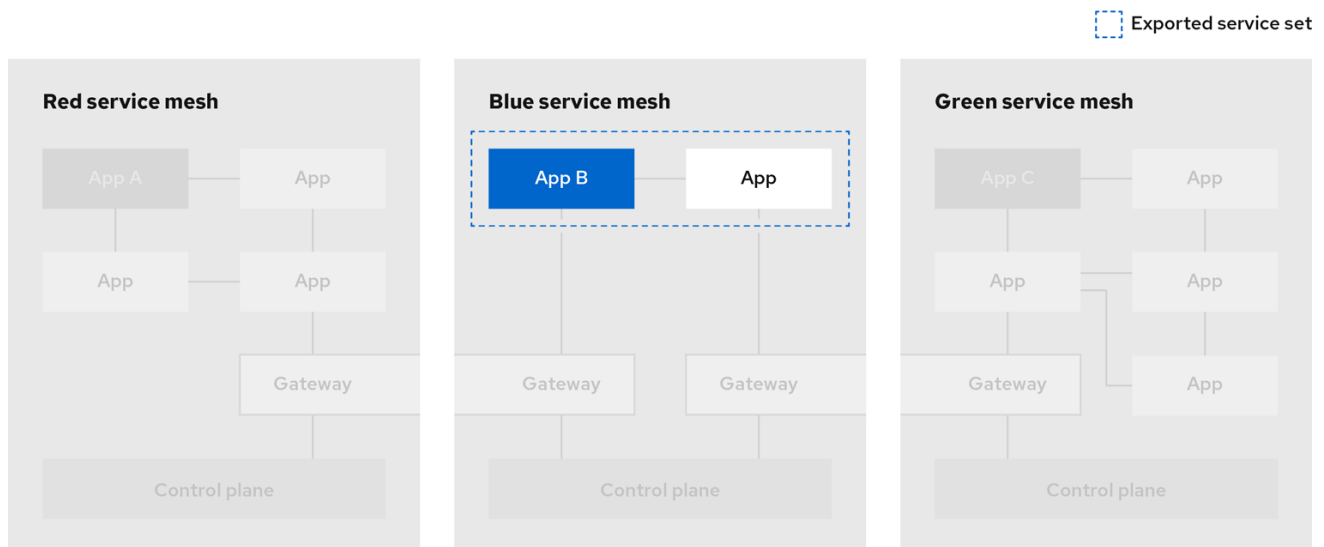 Exported service set
Red service mesh
App A
App
App
App
Gateway
Control plane
Blue service mesh
App B
App
Gateway
Gateway
Control plane
Green service mesh
App C
App
App
App
Gateway
App
Control plane